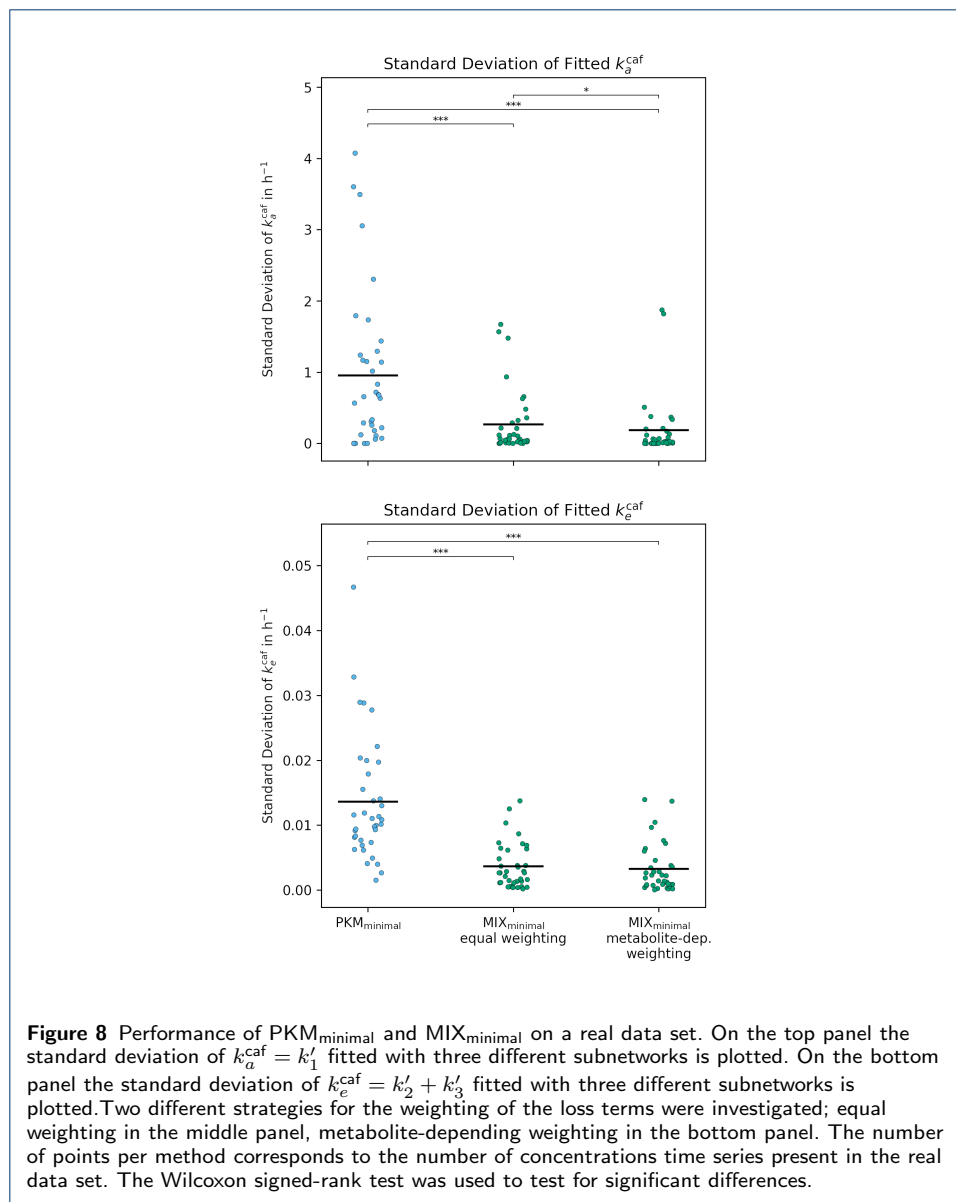 Standard Deviation of Fitted k_a^caf
5
*
***
***
4
3
2
1
0
Standard Deviation of k_a^caf in h⁻¹
Standard Deviation of Fitted k_e^caf
***
***
0.05
0.04
0.03
0.02
0.01
0.00
Standard Deviation of k_e^caf in h⁻¹
PKM_minimal
MIX_minimal
equal weighting
MIX_minimal
metabolite-dep.
weighting
Figure 8 Performance of PKM_minimal and MIX_minimal on a real data set. On the top panel the
standard deviation of k_a^caf = k′_1 fitted with three different subnetworks is plotted. On the bottom
panel the standard deviation of k_e^caf = k′_2 + k′_3 fitted with three different subnetworks is
plotted.Two different strategies for the weighting of the loss terms were investigated; equal
weighting in the middle panel, metabolite-depending weighting in the bottom panel. The number
of points per method corresponds to the number of concentrations time series present in the real
data set. The Wilcoxon signed-rank test was used to test for significant differences.